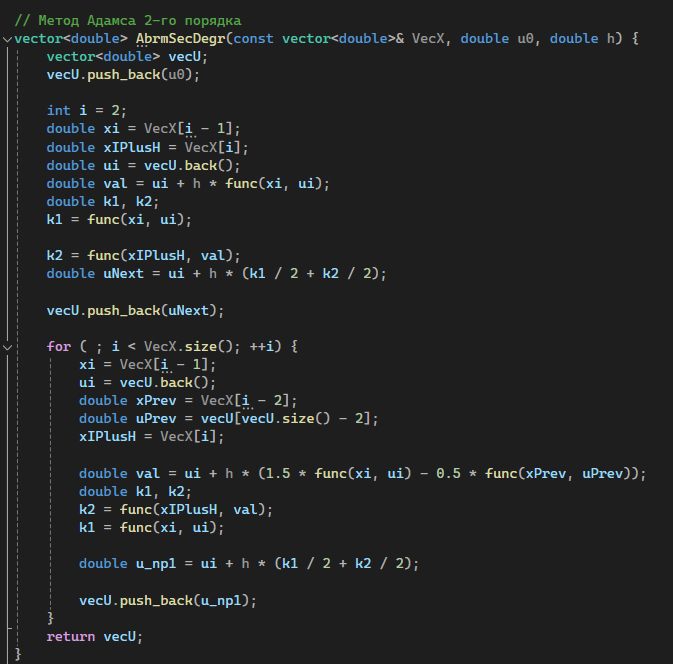 // Метод Адамса 2-го порядка
vector<double> AbrmSecDegr(const vector<double>& VecX, double u0, double h) {
vector<double> vecU;
vecU.push_back(u0);
int i = 2;
double xi = VecX[i - 1];
double xIPlusH = VecX[i];
double ui = vecU.back();
double val = ui + h * func(xi, ui);
double k1, k2;
k1 = func(xi, ui);
k2 = func(xIPlusH, val);
double uNext = ui + h * (k1 / 2 + k2 / 2);
vecU.push_back(uNext);
for ( ; i < VecX.size(); ++i) {
xi = VecX[i - 1];
ui = vecU.back();
double xPrev = VecX[i - 2];
double uPrev = vecU[vecU.size() - 2];
xIPlusH = VecX[i];
double val = ui + h * (1.5 * func(xi, ui) - 0.5 * func(xPrev, uPrev));
double k1, k2;
k2 = func(xIPlusH, val);
k1 = func(xi, ui);
double u_np1 = ui + h * (k1 / 2 + k2 / 2);
vecU.push_back(u_np1);
}
return vecU;
}